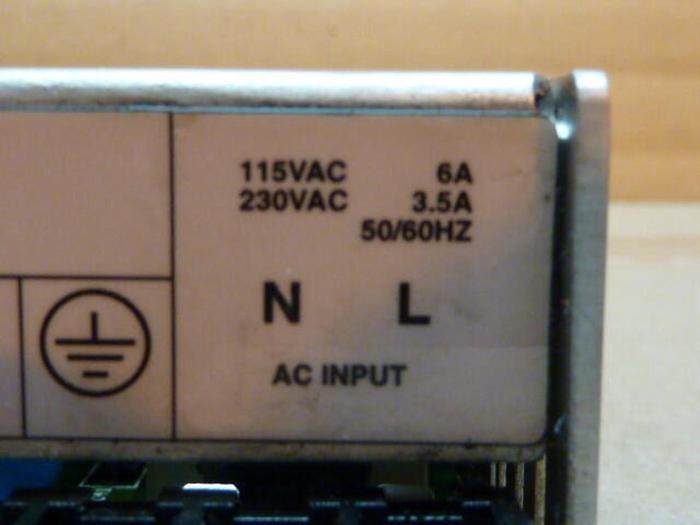 115VAC 6A
230VAC 3.5A
50/60HZ
N L
AC INPUT